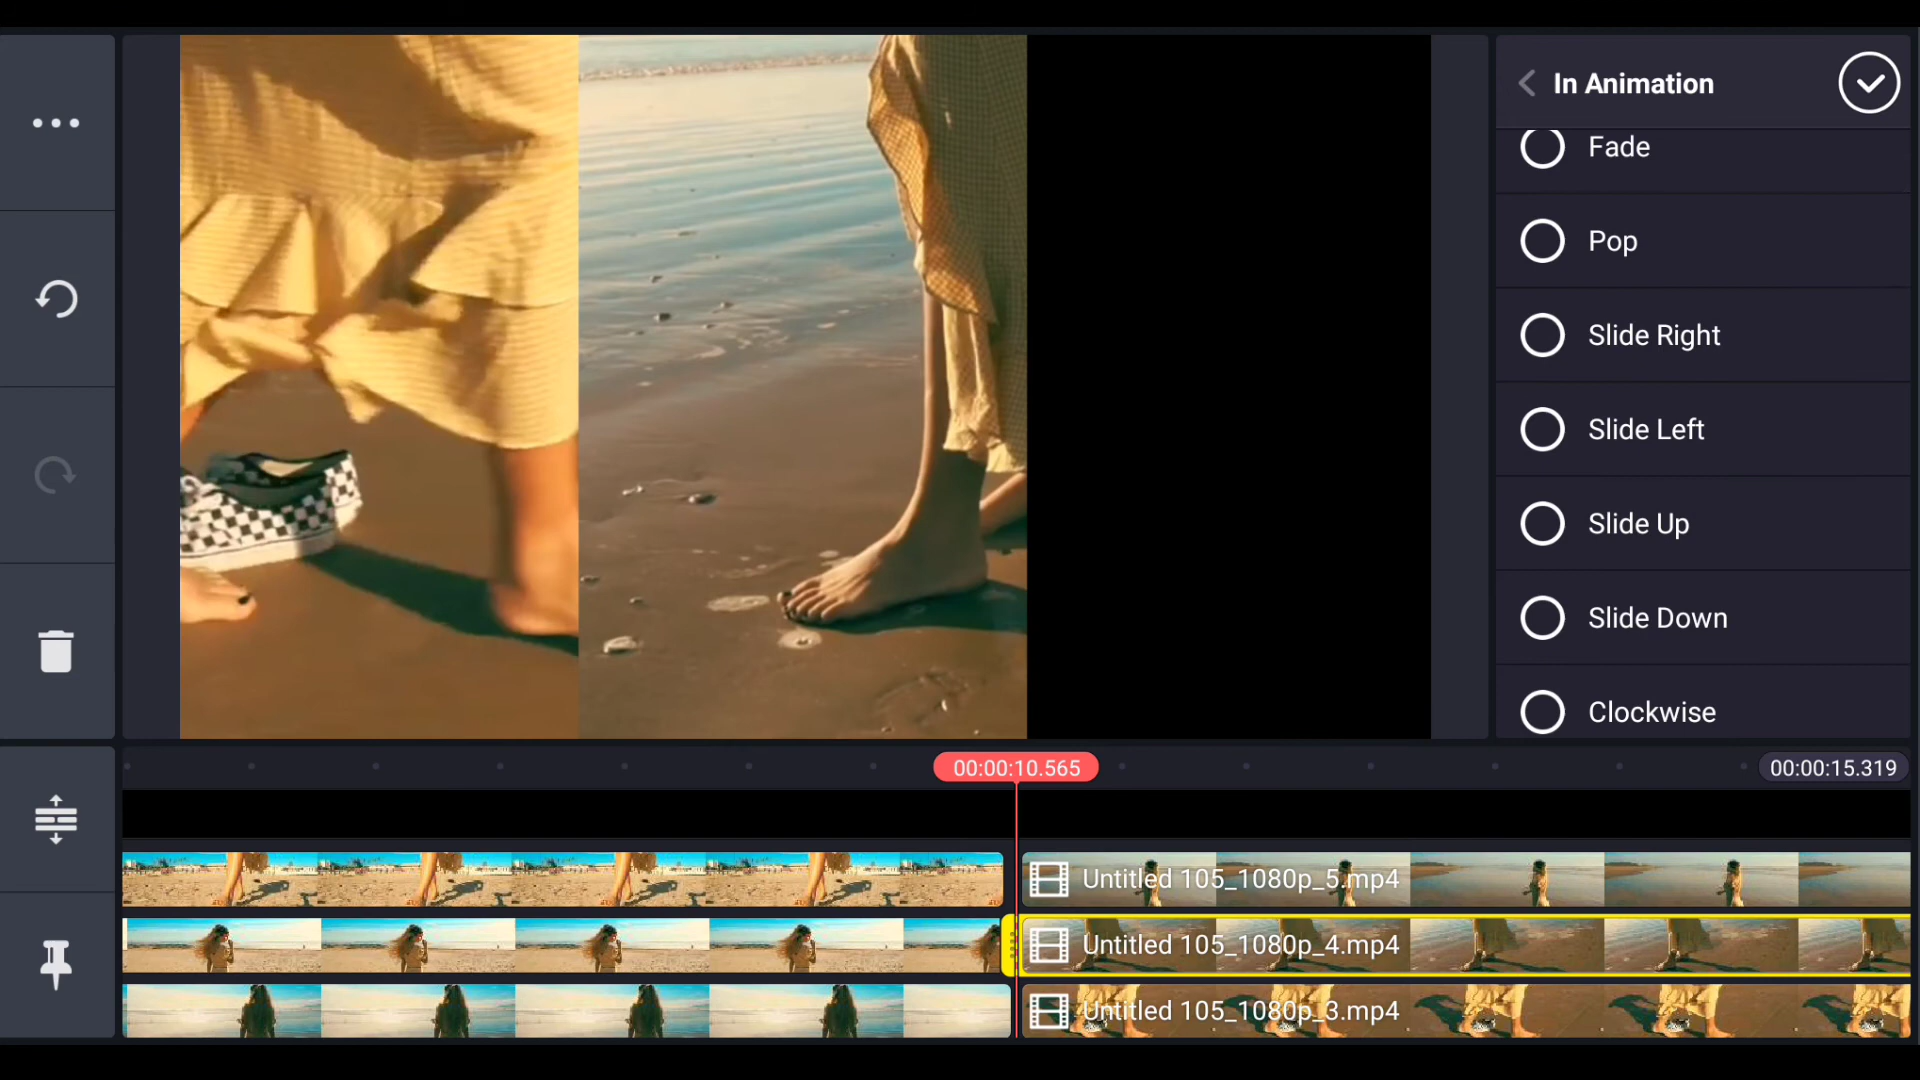 In Animation
Fade
Pop
Slide Right
Slide Left
Slide Up
Slide Down
Clockwise
00:00:10.565
00:00:15.319
Untitled 105_1080p_5.mp4
Untitled 105_1080p_4.mp4
Untitled 105_1080p_3.mp4